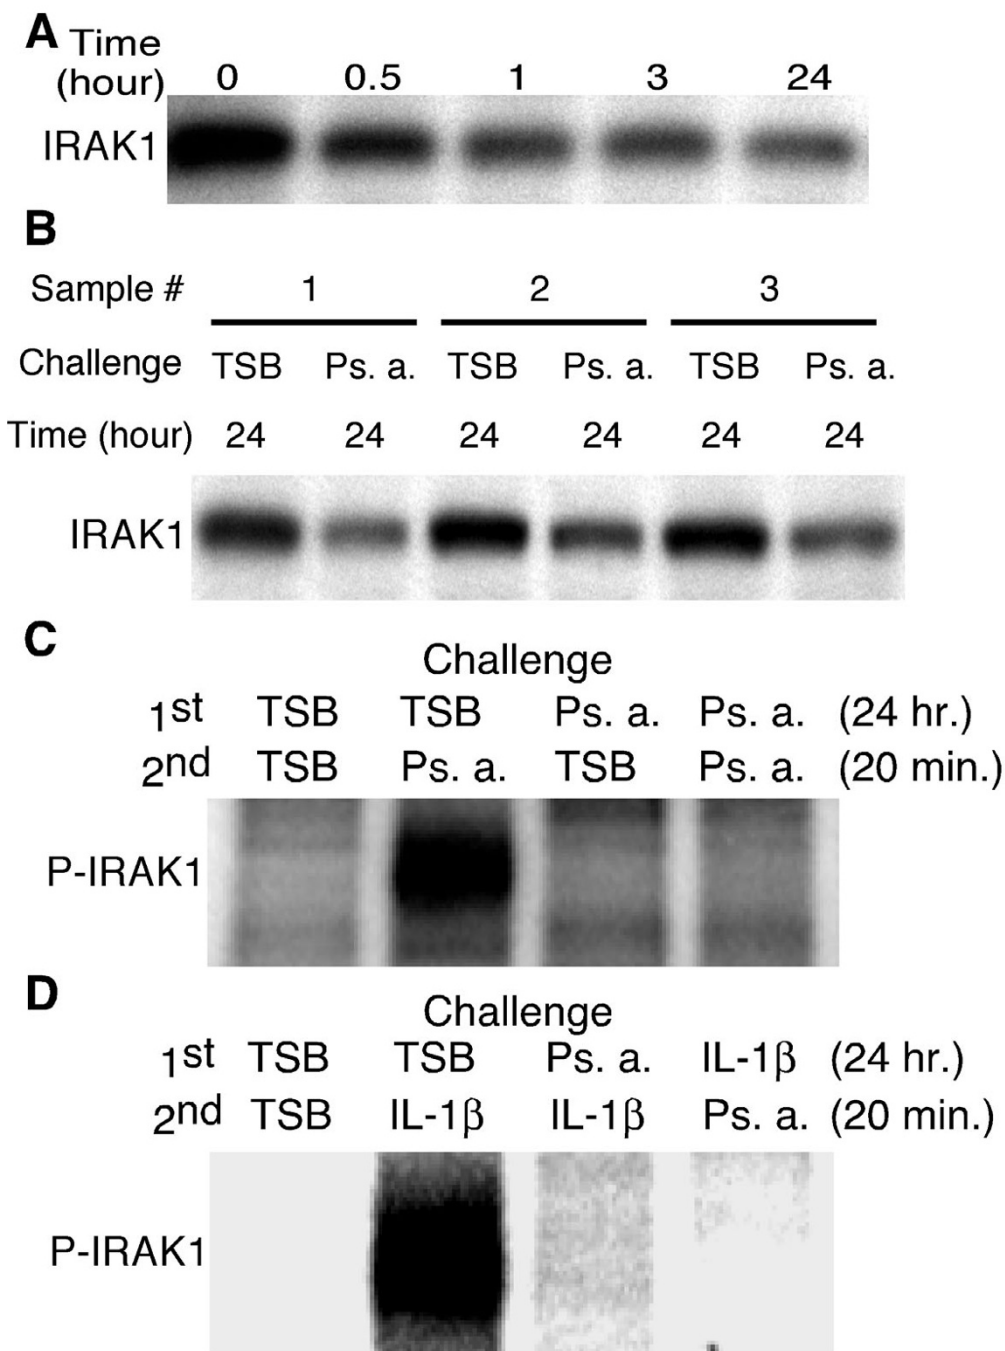 A Time
(hour) 0 0.5 1 3 24
IRAK1
B
Sample # 1 2 3
Challenge TSB Ps. a. TSB Ps. a. TSB Ps. a.
Time (hour) 24 24 24 24 24 24
IRAK1
C
Challenge
1st TSB TSB Ps. a. Ps. a. (24 hr.)
2nd TSB Ps. a. TSB Ps. a. (20 min.)
P-IRAK1
D
Challenge
1st TSB TSB Ps. a. IL-1β (24 hr.)
2nd TSB IL-1β IL-1β Ps. a. (20 min.)
P-IRAK1